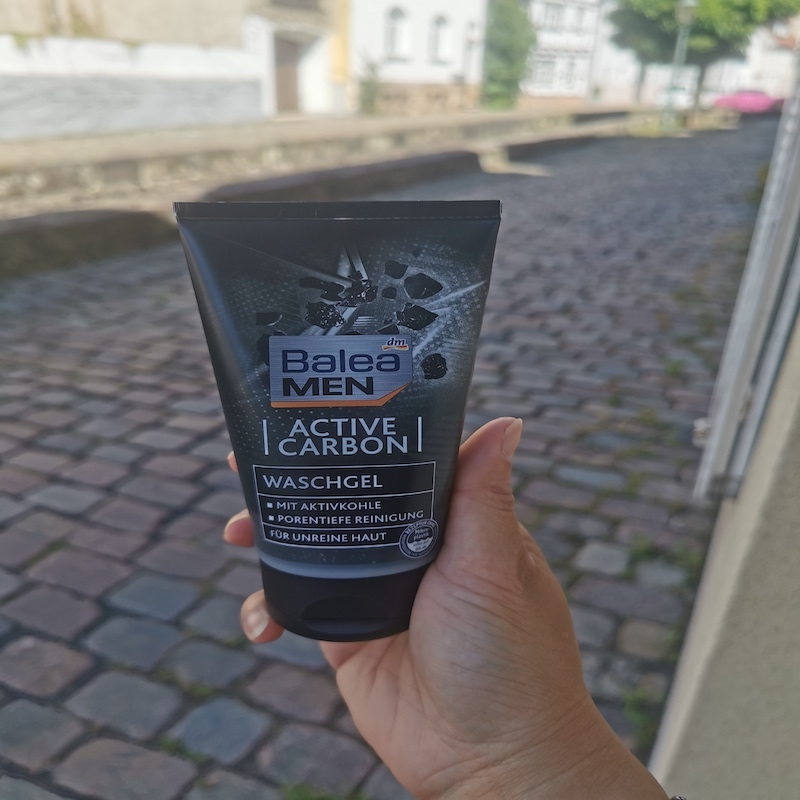 dm
Balea
MEN
ACTIVE
CARBON
WASCHGEL
▪ MIT AKTIVKOHLE
▪ PORENTIEFE REINIGUNG
FÜR UNREINE HAUT